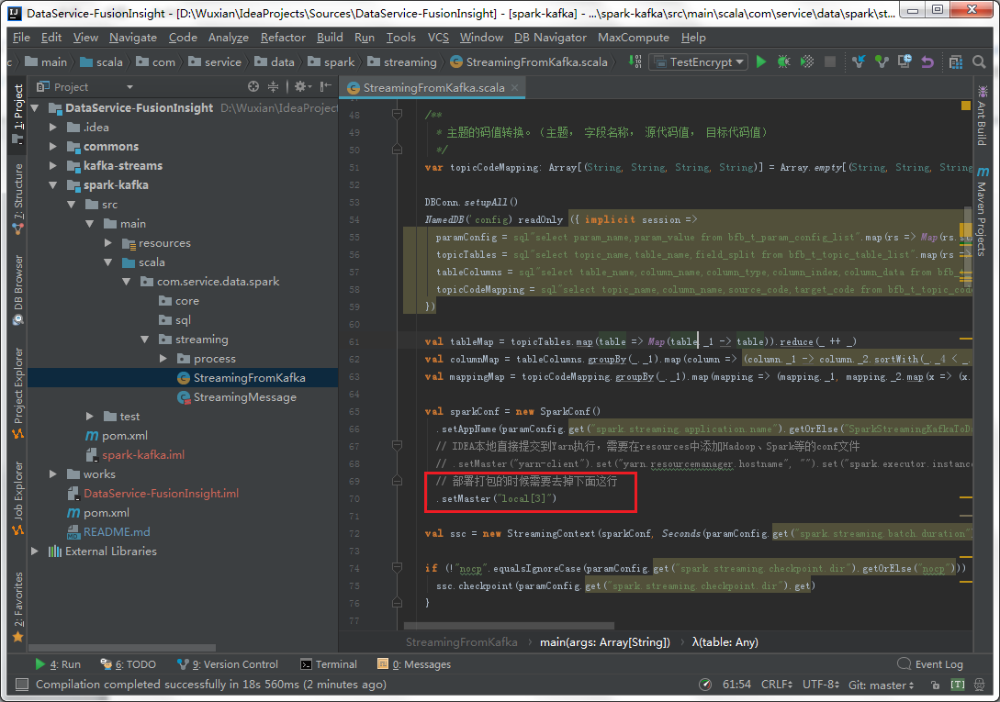 DataService-FusionInsight - [D:\Wuxian\IdeaProjects\Sources\DataService-FusionInsight] - [spark-kafka] - ...\spark-kafka\src\main\scala\com\service\data\spark\st...
File Edit View Navigate Code Analyze Refactor Build Run Tools VCS Window DB Navigator MaxCompute Help
c main scala com service data spark streaming StreamingFromKafka.scala TestEncrypt
Project
StreamingFromKafka.scala
1: Project
7: Structure
DB Browser
Project Explorer
Job Explorer
2: Favorites
DataService-FusionInsight D:\Wuxian\IdeaProject
.idea
commons
kafka-streams
spark-kafka
src
main
resources
scala
com.service.data.spark
core
sql
streaming
process
StreamingFromKafka
StreamingMessage
test
pom.xml
spark-kafka.iml
works
DataService-FusionInsight.iml
pom.xml
README.md
External Libraries
48 /**
49 * 主题的码值转换。(主题, 字段名称, 源代码值, 目标代码值)
50 */
51 var topicCodeMapping: Array[(String, String, String, String)] = Array.empty[(String, String, String, String
52
53 DBConn.setupAll()
54 NamedDB('config) readOnly ({ implicit session =>
55 paramConfig = sql"select param_name,param_value from bfb_t_param_config_list".map(rs => Map(rs.st
56 topicTables = sql"select topic_name,table_name,field_split from bfb_t_topic_table_list".map(rs =
57 tableColumns = sql"select table_name,column_name,column_type,column_index,column_data from bfb_t
58 topicCodeMapping = sql"select topic_name,column_name,source_code,target_code from bfb_t_topic_cod
59 })
60
61 val tableMap = topicTables.map(table => Map(table._1 -> table)).reduce(_ ++ _)
62 val columnMap = tableColumns.groupBy(_._1).map(column => (column._1 -> column._2.sortWith(_._4 < _.
63 val mappingMap = topicCodeMapping.groupBy(_._1).map(mapping => (mapping._1, mapping._2.map(x => (x.
64
65 val sparkConf = new SparkConf()
66 .setAppName(paramConfig.get("spark.streaming.application.name").getOrElse("SparkStreamingKafkaToD
67 // IDEA本地直接提交到Yarn执行,需要在resources中添加Hadoop、Spark等的conf文件
68 // .setMaster("yarn-client").set("yarn.resourcemanager.hostname", "").set("spark.executor.instanc
69 // 部署打包的时候需要去掉下面这行
70 .setMaster("local[3]")
71
72 val ssc = new StreamingContext(sparkConf, Seconds(paramConfig.get("spark.streaming.batch.duration")
73
74 if (!"nocp".equalsIgnoreCase(paramConfig.get("spark.streaming.checkpoint.dir").getOrElse("nocp")))
75 ssc.checkpoint(paramConfig.get("spark.streaming.checkpoint.dir").get)
76 }
77
Ant Build
Maven Projects
StreamingFromKafka main(args: Array[String]) λ(table: Any)
4: Run 6: TODO 9: Version Control Terminal 0: Messages Event Log
Compilation completed successfully in 18s 560ms (2 minutes ago) 61:54 CRLF UTF-8 Git: master [T]